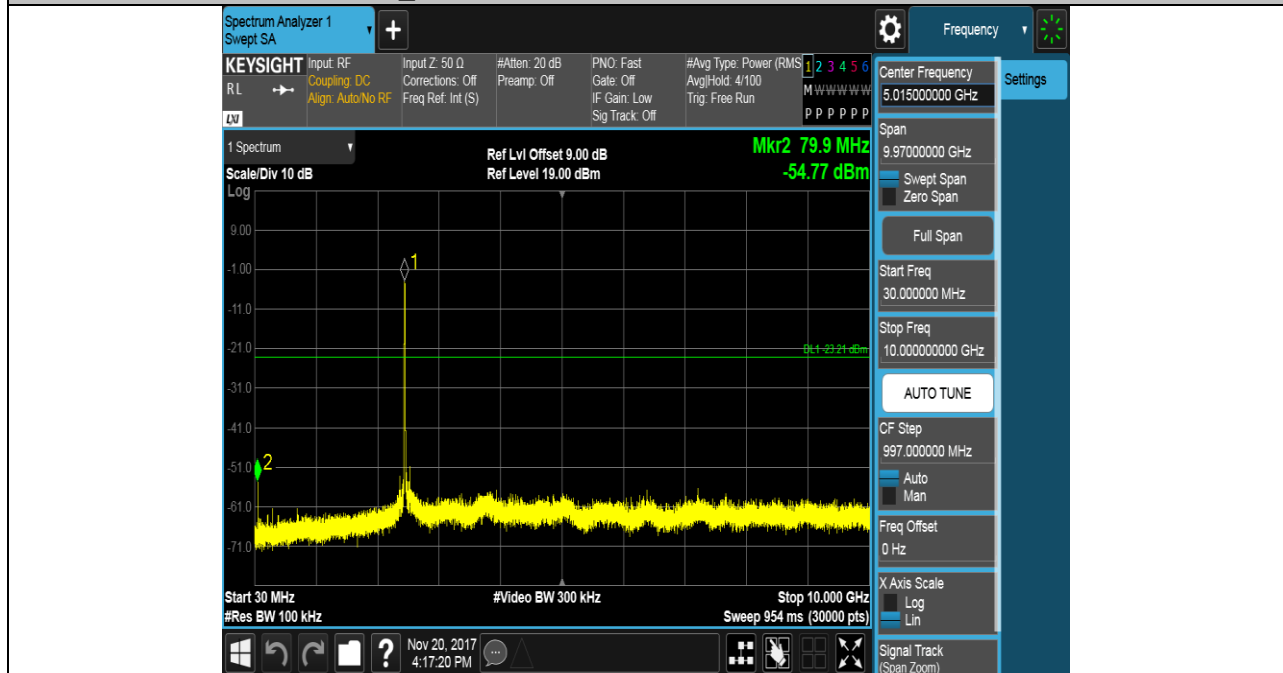 Spectrum Analyzer 1
Swept SA
+
Frequency
KEYSIGHT
RL
LXI
Input: RF
Coupling: DC
Align: Auto/No RF
Input Z: 50 Ω
Corrections: Off
Freq Ref: Int (S)
#Atten: 20 dB
Preamp: Off
PNO: Fast
Gate: Off
IF Gain: Low
Sig Track: Off
#Avg Type: Power (RMS
Avg|Hold: 4/100
Trig: Free Run
1 2 3 4 5 6
M W W W W W
P P P P P P
1 Spectrum
Scale/Div 10 dB
Ref Lvl Offset 9.00 dB
Ref Level 19.00 dBm
Mkr2 79.9 MHz
-54.77 dBm
Log
9.00
-1.00
-11.0
-21.0
-31.0
-41.0
-51.0
-61.0
-71.0
1
2
DL1 -23.21 dBm
Start 30 MHz
#Res BW 100 kHz
#Video BW 300 kHz
Stop 10.000 GHz
Sweep 954 ms (30000 pts)
Center Frequency
5.015000000 GHz
Span
9.97000000 GHz
Swept Span
Zero Span
Full Span
Start Freq
30.000000 MHz
Stop Freq
10.000000000 GHz
AUTO TUNE
CF Step
997.000000 MHz
Auto
Man
Freq Offset
0 Hz
X Axis Scale
Log
Lin
Signal Track
(Span Zoom)
Settings
?
Nov 20, 2017
4:17:20 PM